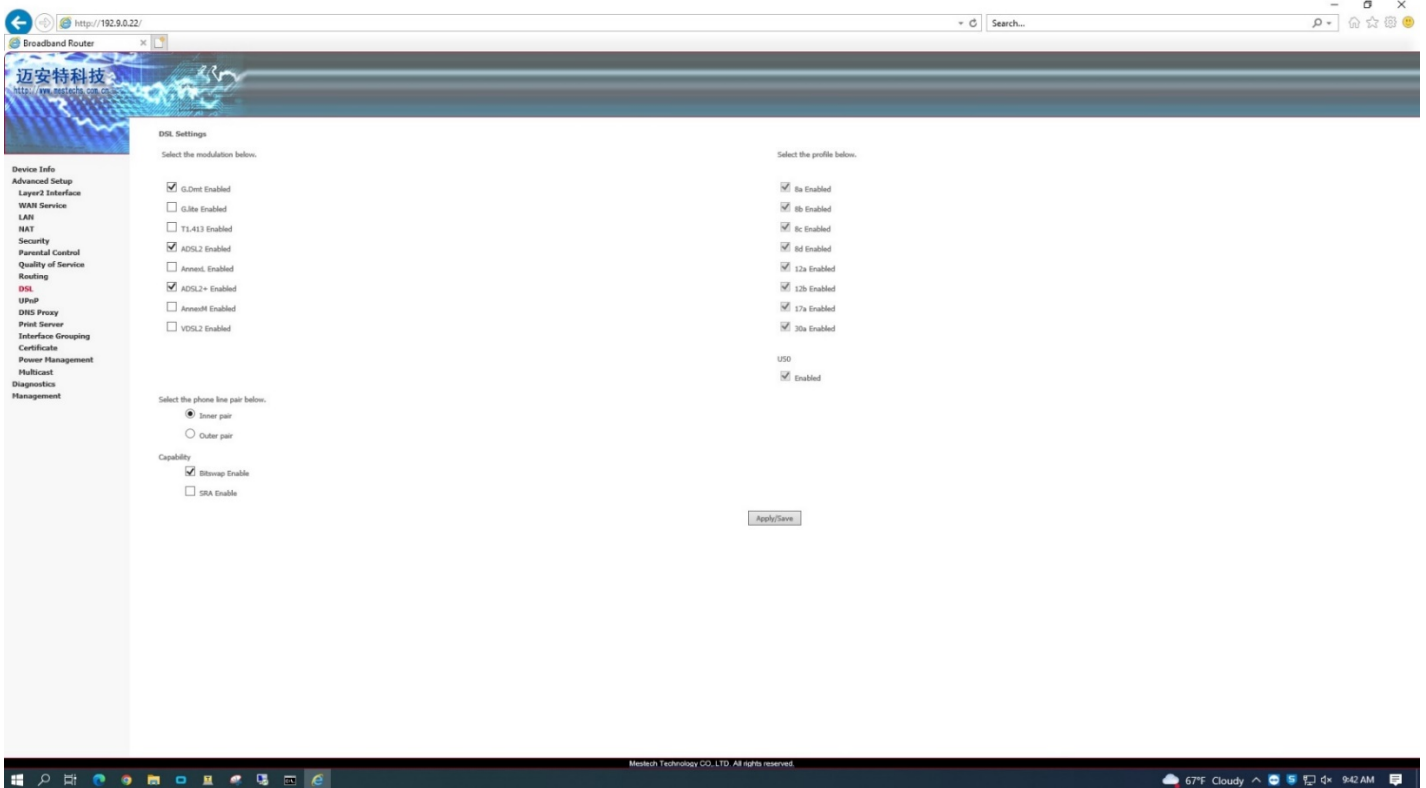 http://192.9.0.22/
Search...
Broadband Router
迈安特科技
http://www.mestechs.com.cn
DSL Settings
Select the modulation below.
Select the profile below.
Device Info
Advanced Setup
Layer2 Interface
WAN Service
LAN
NAT
Security
Parental Control
Quality of Service
Routing
DSL
UPnP
DNS Proxy
Print Server
Interface Grouping
Certificate
Power Management
Multicast
Diagnostics
Management
G.Dmt Enabled
G.lite Enabled
T1.413 Enabled
ADSL2 Enabled
AnnexL Enabled
ADSL2+ Enabled
AnnexM Enabled
VDSL2 Enabled
8a Enabled
8b Enabled
8c Enabled
8d Enabled
12a Enabled
12b Enabled
17a Enabled
30a Enabled
US0
Enabled
Select the phone line pair below.
Inner pair
Outer pair
Capability
Bitswap Enable
SRA Enable
Apply/Save
Mestech Technology CO., LTD. All rights reserved.
67°F Cloudy
9:42 AM